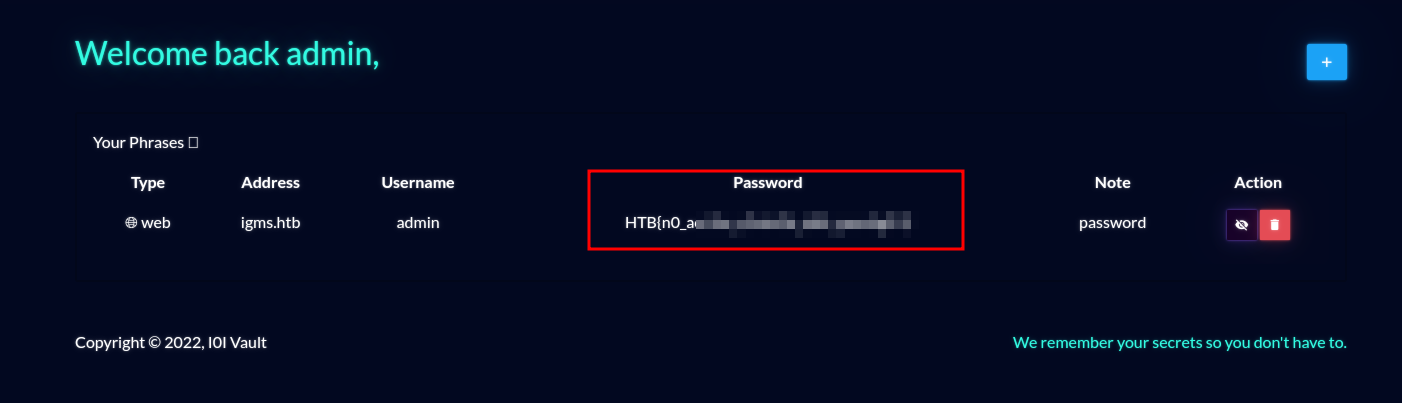 Welcome back admin,
+
Your Phrases
Type Address Username Password Note Action
web igms.htb admin HTB{n0_a password
Copyright © 2022, I0I Vault We remember your secrets so you don't have to.